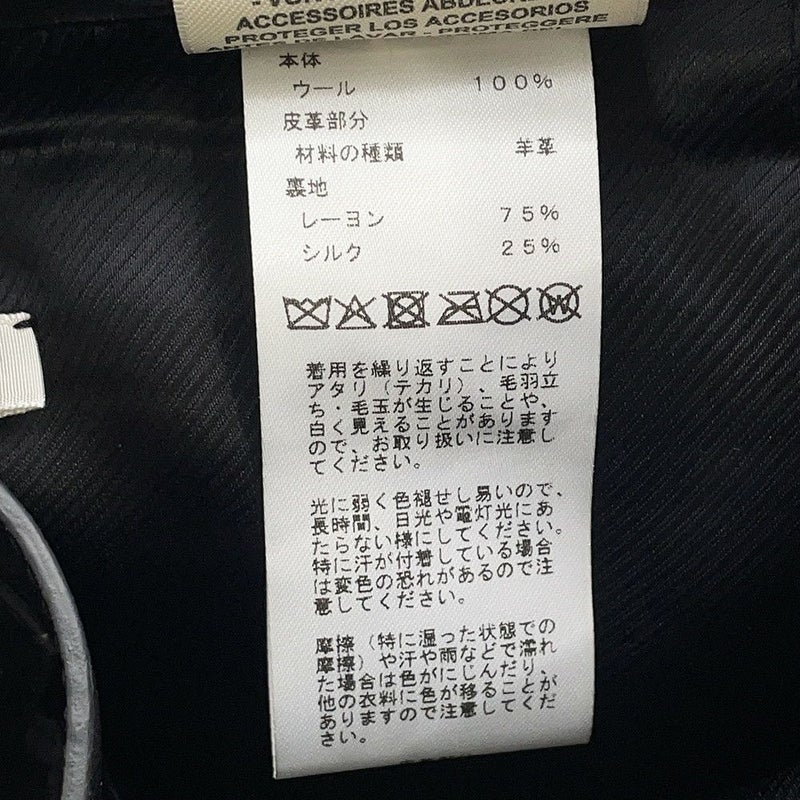 ACCESSOIRES
PROTEGER LOS ACCESORIOS
LAVAR - PROTEGGERE
本体
ウール 100%
皮革部分
材料の種類 羊革
裏地
レーヨン 75%
シルク 25%
着用を繰り返すことにより
アタリ（テカリ）、毛羽立
ち・毛玉が生じることや、
白く見えることがあります
ので、お取り扱いに注意し
てください。
光に弱く色褪せし易いので、
長時間、日光や電灯光にあ
たらない様にしてください。
特に汗が付着している場合
は変色の恐れがあるので注
意してください。
摩擦（特に湿った状態での
摩擦）や汗や雨などで濡れ
た場合は色がにじんだり、
他の衣料に色が移ることが
ありますので注意してくだ
さい。